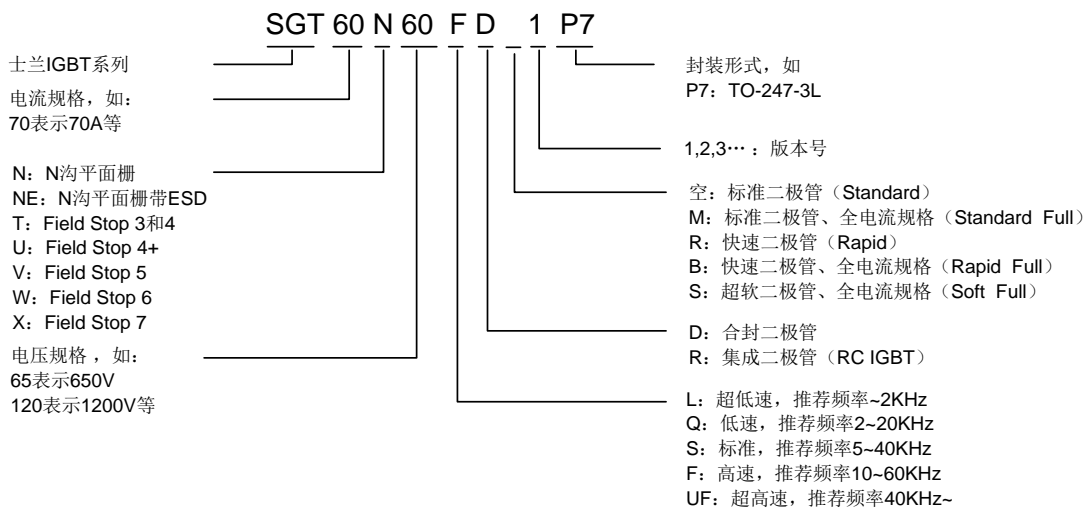 SGT 60 N 60 F D _ 1 P7
士兰IGBT系列
电流规格，如：
70表示70A等
N：N沟平面栅
NE：N沟平面栅带ESD
T：Field Stop 3和4
U：Field Stop 4+
V：Field Stop 5
W：Field Stop 6
X：Field Stop 7
电压规格，如：
65表示650V
120表示1200V等
封装形式，如
P7：TO-247-3L
1,2,3…：版本号
空：标准二极管（Standard）
M：标准二极管、全电流规格（Standard Full）
R：快速二极管（Rapid）
B：快速二极管、全电流规格（Rapid Full）
S：超软二极管、全电流规格（Soft Full）
D：合封二极管
R：集成二极管（RC IGBT）
L：超低速，推荐频率~2KHz
Q：低速，推荐频率2~20KHz
S：标准，推荐频率5~40KHz
F：高速，推荐频率10~60KHz
UF：超高速，推荐频率40KHz~